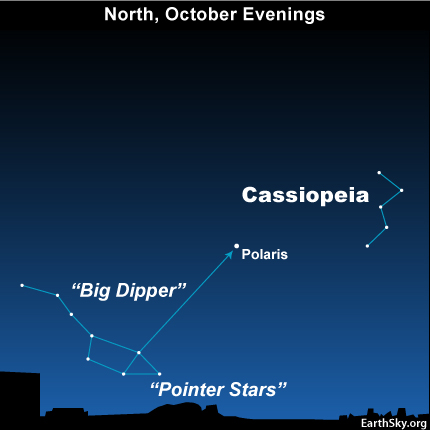 North, October Evenings
Cassiopeia
Polaris
“Big Dipper”
“Pointer Stars”
EarthSky.org